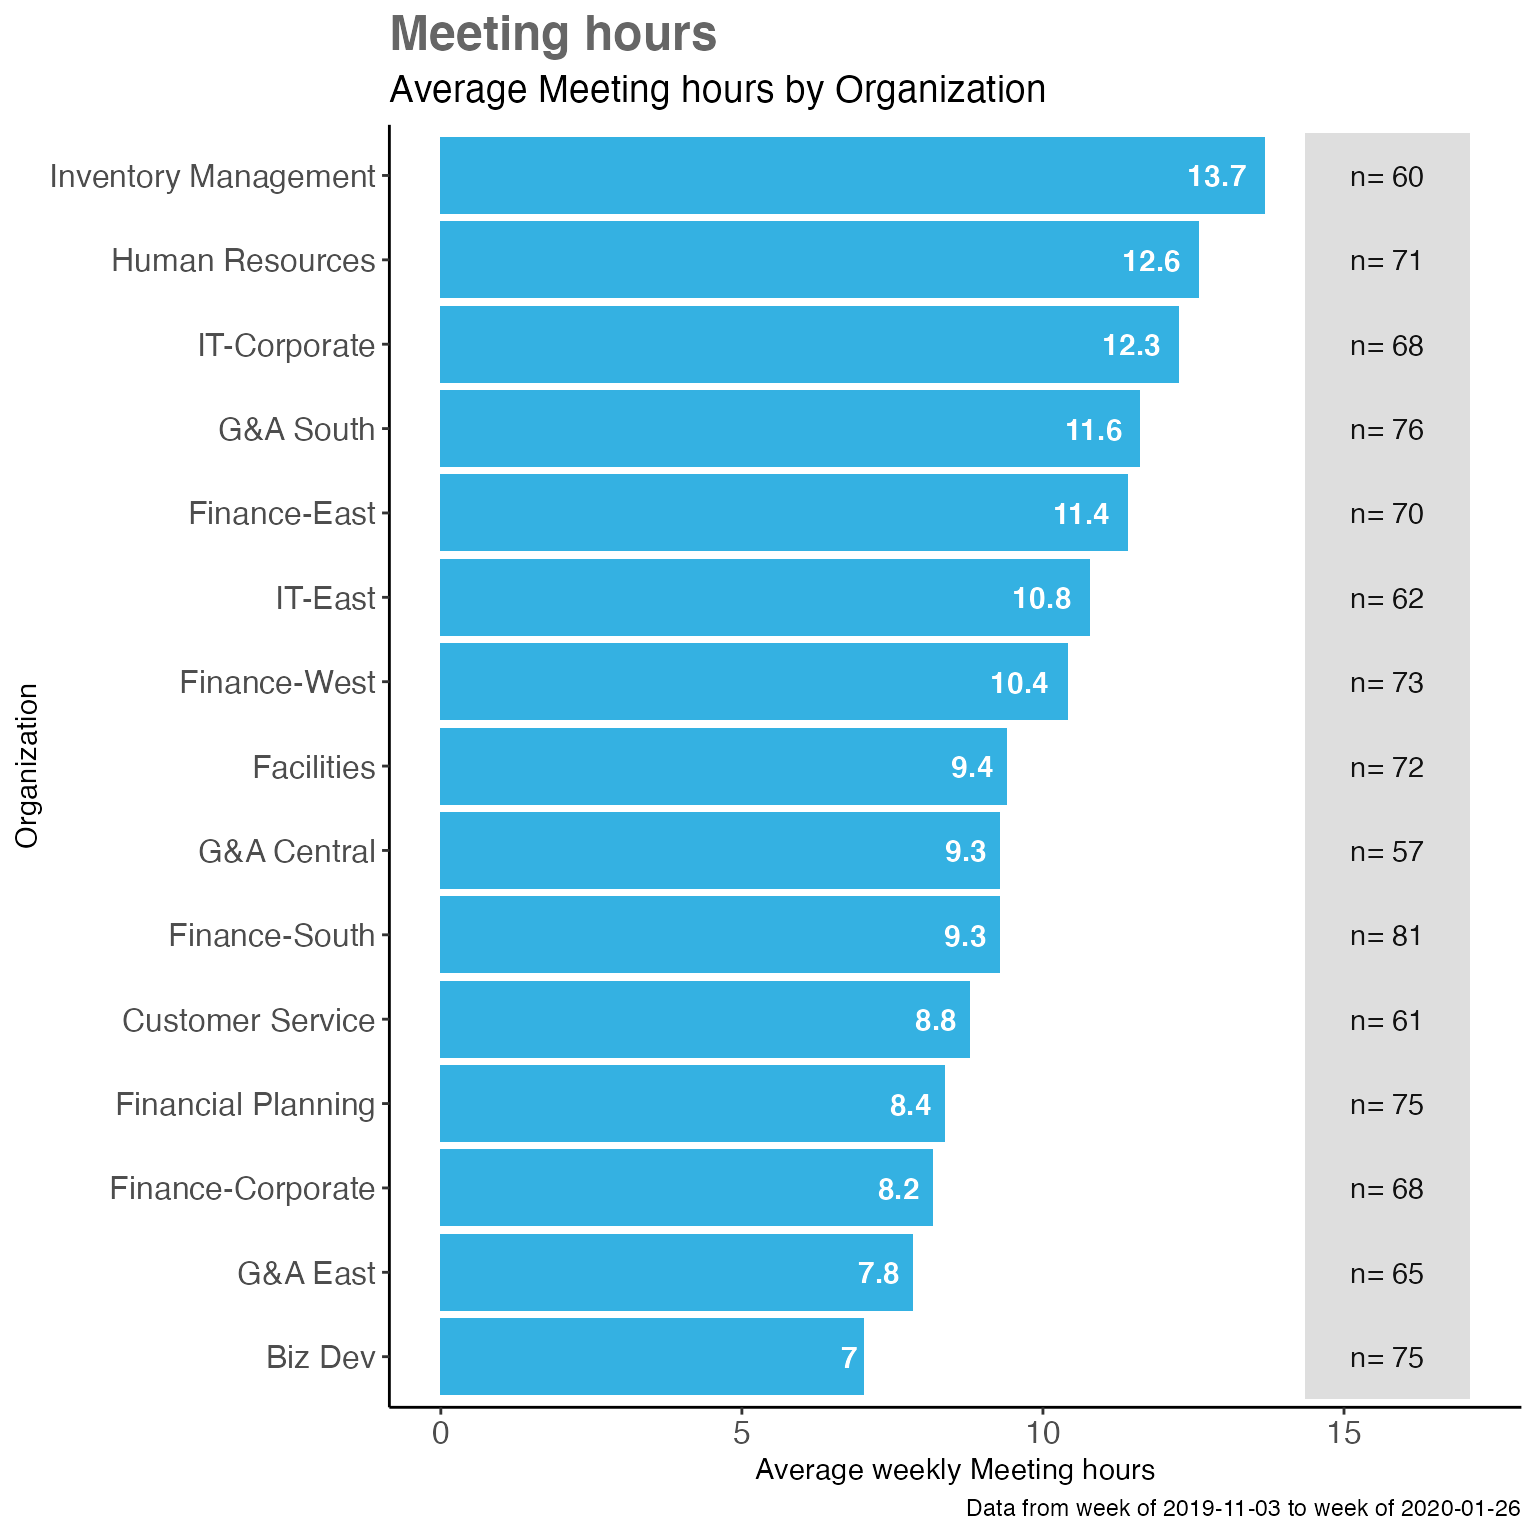 Meeting hours
Average Meeting hours by Organization
Inventory Management 13.7 n= 60
Human Resources 12.6 n= 71
IT-Corporate 12.3 n= 68
G&A South 11.6 n= 76
Finance-East 11.4 n= 70
IT-East 10.8 n= 62
Finance-West 10.4 n= 73
Facilities 9.4 n= 72
G&A Central 9.3 n= 57
Finance-South 9.3 n= 81
Customer Service 8.8 n= 61
Financial Planning 8.4 n= 75
Finance-Corporate 8.2 n= 68
G&A East 7.8 n= 65
Biz Dev 7 n= 75
Organization
0 5 10 15
Average weekly Meeting hours
Data from week of 2019-11-03 to week of 2020-01-26